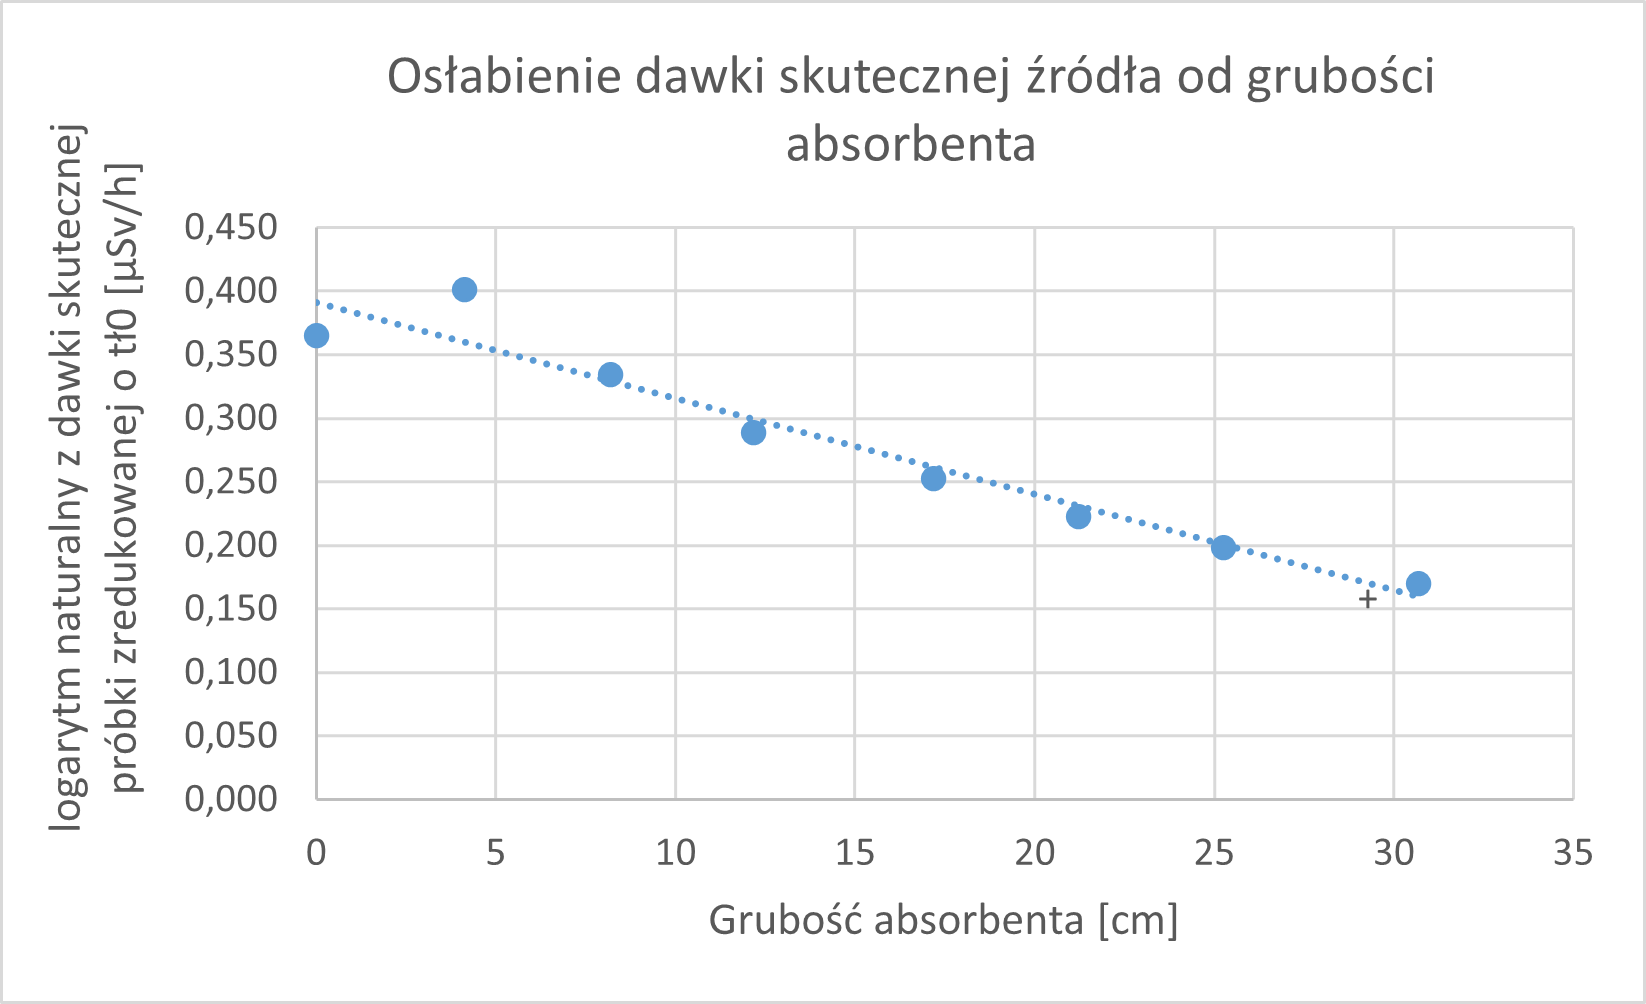 Osłabienie dawki skutecznej źródła od grubości
absorbenta
logarytm naturalny z dawki skutecznej
próbki zredukowanej o tł0 [µSv/h]
0,450
0,400
0,350
0,300
0,250
0,200
0,150
0,100
0,050
0,000
0 5 10 15 20 25 30 35
Grubość absorbenta [cm]